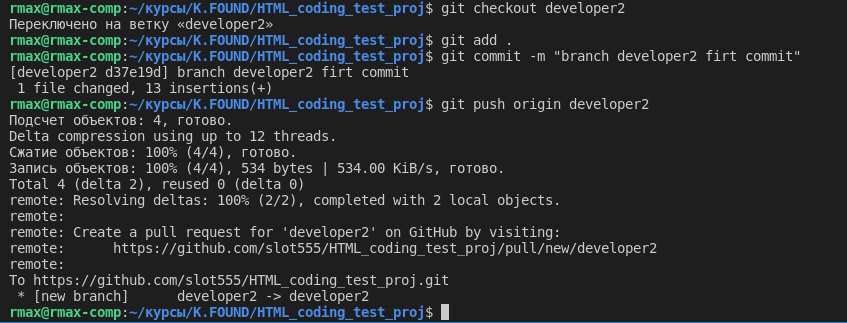 rmax@rmax-comp:~/курсы/K.FOUND/HTML_coding_test_proj$ git checkout developer2
Переключено на ветку «developer2»
rmax@rmax-comp:~/курсы/K.FOUND/HTML_coding_test_proj$ git add .
rmax@rmax-comp:~/курсы/K.FOUND/HTML_coding_test_proj$ git commit -m "branch developer2 firt commit"
[developer2 d37e19d] branch developer2 firt commit
 1 file changed, 13 insertions(+)
rmax@rmax-comp:~/курсы/K.FOUND/HTML_coding_test_proj$ git push origin developer2
Подсчет объектов: 4, готово.
Delta compression using up to 12 threads.
Сжатие объектов: 100% (4/4), готово.
Запись объектов: 100% (4/4), 534 bytes | 534.00 KiB/s, готово.
Total 4 (delta 2), reused 0 (delta 0)
remote: Resolving deltas: 100% (2/2), completed with 2 local objects.
remote:
remote: Create a pull request for 'developer2' on GitHub by visiting:
remote:      https://github.com/slot555/HTML_coding_test_proj/pull/new/developer2
remote:
To https://github.com/slot555/HTML_coding_test_proj.git
 * [new branch]      developer2 -> developer2
rmax@rmax-comp:~/курсы/K.FOUND/HTML_coding_test_proj$